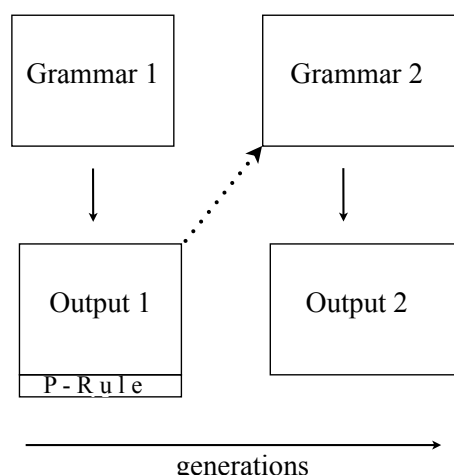 Grammar 1
Grammar 2
Output 1
Output 2
P-Rule
generations